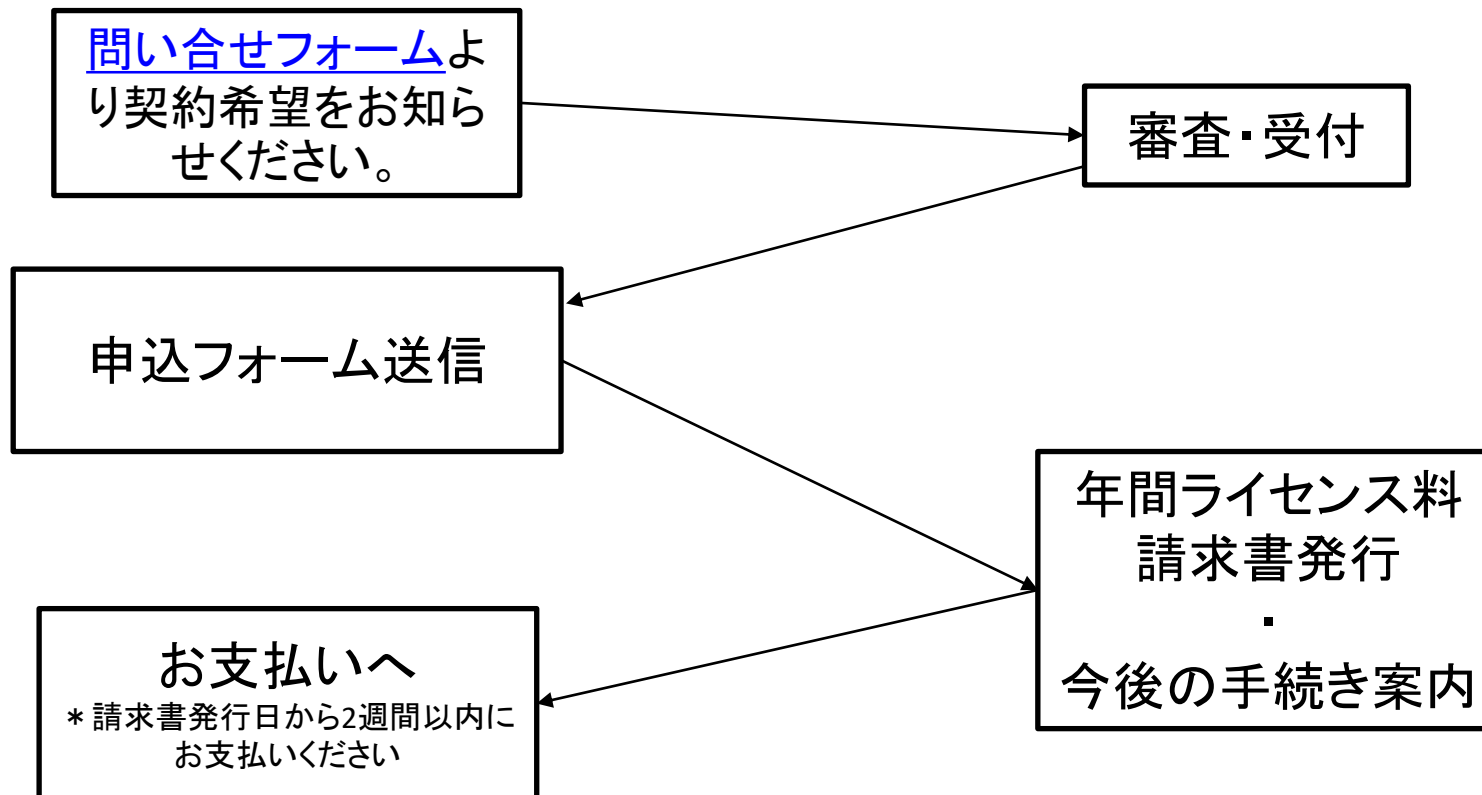 問い合せフォームよ
り契約希望をお知ら
せください。
審査・受付
申込フォーム送信
年間ライセンス料
請求書発行
・
今後の手続き案内
お支払いへ
＊請求書発行日から2週間以内に
お支払いください